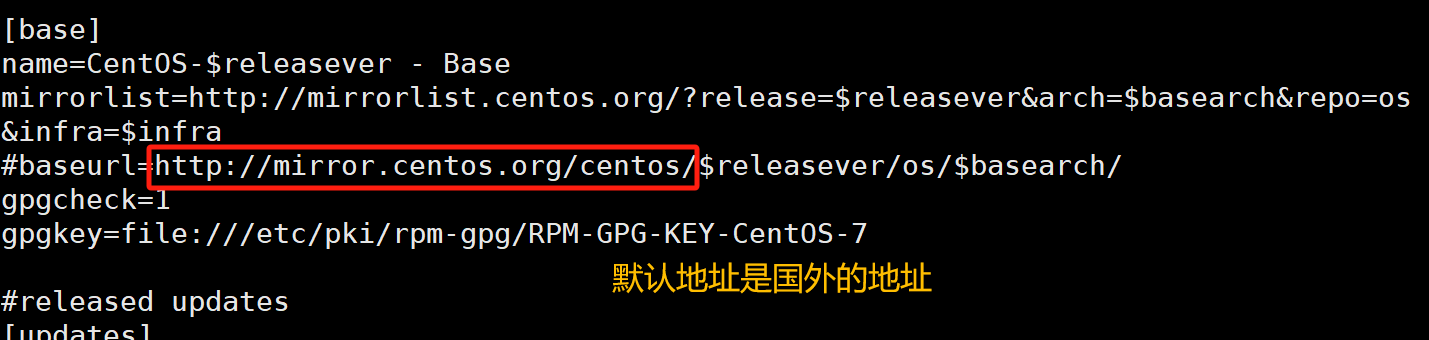 [base]
name=CentOS-$releasever - Base
mirrorlist=http://mirrorlist.centos.org/?release=$releasever&arch=$basearch&repo=os
&infra=$infra
#baseurl=http://mirror.centos.org/centos/$releasever/os/$basearch/
gpgcheck=1
gpgkey=file:///etc/pki/rpm-gpg/RPM-GPG-KEY-CentOS-7
默认地址是国外的地址
#released updates
[updates]